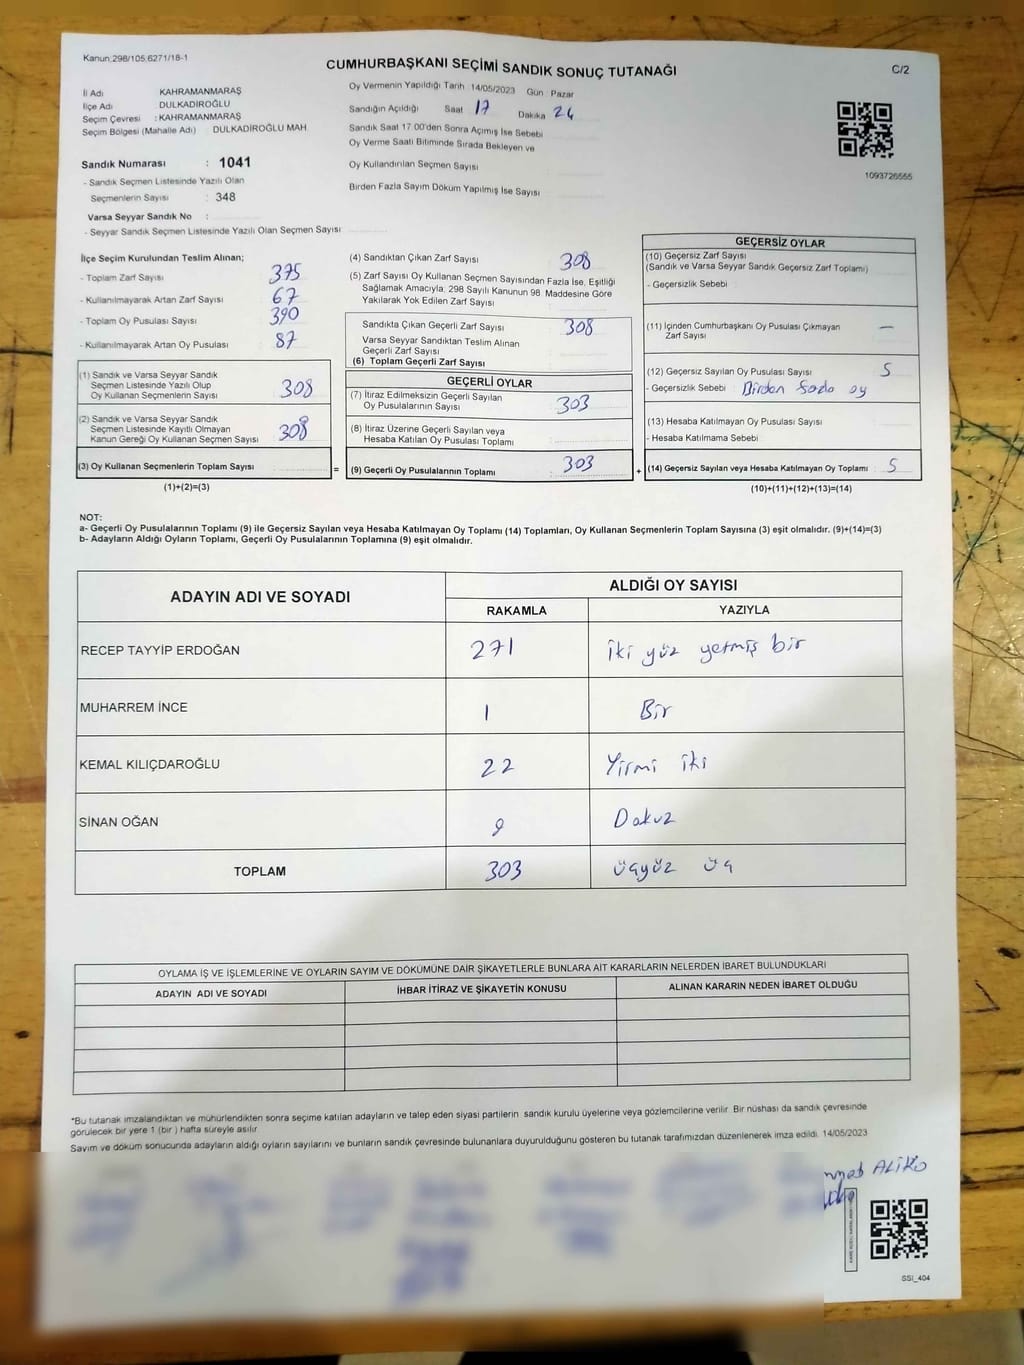 Kanun 298/105 6271/18-1
CUMHURBAŞKANI SEÇİMİ SANDIK SONUÇ TUTANAĞI
C/2
İl Adı KAHRAMANMARAŞ
İlçe Adı DULKADİROĞLU
Seçim Çevresi : KAHRAMANMARAŞ
Seçim Bölgesi (Mahalle Adı) DULKADİROĞLU MAH.
Sandık Numarası : 1041
- Sandık Seçmen Listesinde Yazılı Olan
Seçmenlerin Sayısı : 348
Varsa Seyyar Sandık No :
- Seyyar Sandık Seçmen Listesinde Yazılı Olan Seçmen Sayısı
Oy Vermenin Yapıldığı Tarih 14/05/2023 Gün Pazar
Sandığın Açıldığı Saat 17 Dakika 24
Sandık Saat 17.00'den Sonra Açımış İse Sebebi
Oy Verme Saati Bitiminde Sırada Bekleyen ve
Oy Kullandırılan Seçmen Sayısı
Birden Fazla Sayım Döküm Yapılmış İse Sayısı
1093726555
İlçe Seçim Kurulundan Teslim Alınan;
- Toplam Zarf Sayısı 375
- Kullanılmayarak Artan Zarf Sayısı 67
- Toplam Oy Pusulası Sayısı 390
- Kullanılmayarak Artan Oy Pusulası 87
(1) Sandık ve Varsa Seyyar Sandık
Seçmen Listesinde Yazılı Olup
Oy Kullanan Seçmenlerin Sayısı 308
(2) Sandık ve Varsa Seyyar Sandık
Seçmen Listesinde Kayıtlı Olmayan
Kanun Gereği Oy Kullanan Seçmen Sayısı 308
(3) Oy Kullanan Seçmenlerin Toplam Sayısı
(1)+(2)=(3)
=
(4) Sandıktan Çıkan Zarf Sayısı 308
(5) Zarf Sayısı Oy Kullanan Seçmen Sayısından Fazla İse, Eşitliği
Sağlamak Amacıyla, 298 Sayılı Kanunun 98. Maddesine Göre
Yakılarak Yok Edilen Zarf Sayısı
Sandıkta Çıkan Geçerli Zarf Sayısı 308
Varsa Seyyar Sandıktan Teslim Alınan
Geçerli Zarf Sayısı
(6) Toplam Geçerli Zarf Sayısı
GEÇERLİ OYLAR
(7) İtiraz Edilmeksizin Geçerli Sayılan
Oy Pusulalarının Sayısı 303
(8) İtiraz Üzerine Geçerli Sayılan veya
Hesaba Katılan Oy Pusulası Toplamı
(9) Geçerli Oy Pusulalarının Toplamı 303
+
GEÇERSİZ OYLAR
(10) Geçersiz Zarf Sayısı
(Sandık ve Varsa Seyyar Sandık Geçersiz Zarf Toplamı)
- Geçersizlik Sebebi
(11) İçinden Cumhurbaşkanı Oy Pusulası Çıkmayan
Zarf Sayısı —
(12) Geçersiz Sayılan Oy Pusulası Sayısı 5
- Geçersizlik Sebebi Birden fazla oy
(13) Hesaba Katılmayan Oy Pusulası Sayısı
- Hesaba Katılmama Sebebi
(14) Geçersiz Sayılan veya Hesaba Katılmayan Oy Toplamı 5
(10)+(11)+(12)+(13)=(14)
NOT:
a- Geçerli Oy Pusulalarının Toplamı (9) ile Geçersiz Sayılan veya Hesaba Katılmayan Oy Toplamı (14) Toplamları, Oy Kullanan Seçmenlerin Toplam Sayısına (3) eşit olmalıdır. (9)+(14)=(3)
b- Adayların Aldığı Oyların Toplamı, Geçerli Oy Pusulalarının Toplamına (9) eşit olmalıdır.
ADAYIN ADI VE SOYADI
ALDIĞI OY SAYISI
RAKAMLA YAZIYLA
RECEP TAYYİP ERDOĞAN 271 iki yüz yetmiş bir
MUHARREM İNCE 1 Bir
KEMAL KILIÇDAROĞLU 22 Yirmi iki
SİNAN OĞAN 9 Dokuz
TOPLAM 303 üçyüz üç
OYLAMA İŞ VE İŞLEMLERİNE VE OYLARIN SAYIM VE DÖKÜMÜNE DAİR ŞİKAYETLERLE BUNLARA AİT KARARLARIN NELERDEN İBARET BULUNDUKLARI
ADAYIN ADI VE SOYADI İHBAR İTİRAZ VE ŞİKAYETİN KONUSU ALINAN KARARIN NEDEN İBARET OLDUĞU
*Bu tutanak imzalandıktan ve mühürlendikten sonra seçime katılan adayların ve talep eden siyasi partilerin sandık kurulu üyelerine veya gözlemcilerine verilir. Bir nüshası da sandık çevresinde
görülecek bir yere 1 (bir ) hafta süreyle asılır.
Sayım ve döküm sonucunda adayların aldığı oyların sayılarını ve bunların sandık çevresinde bulunanlara duyurulduğunu gösteren bu tutanak tarafımızdan düzenlenerek imza edildi. 14/05/2023
SSI_404